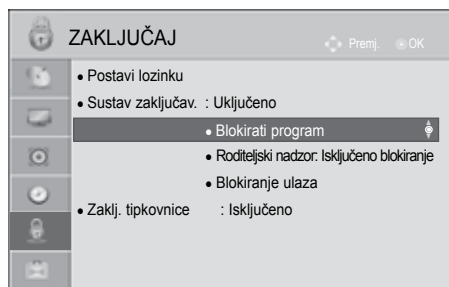 ZAKLJUČAJ
Premj. OK
• Postavi lozinku
• Sustav zaključav. : Uključeno
• Blokirati program
• Roditeljski nadzor: Isključeno blokiranje
• Blokiranje ulaza
• Zaklj. tipkovnice : Isključeno